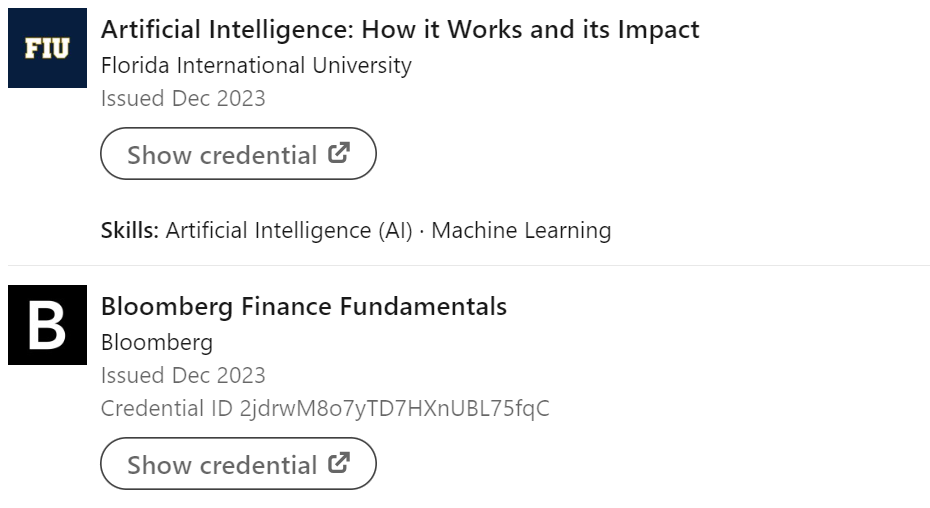 FIU
Artificial Intelligence: How it Works and its Impact
Florida International University
Issued Dec 2023
Show credential
Skills: Artificial Intelligence (AI) · Machine Learning
B
Bloomberg Finance Fundamentals
Bloomberg
Issued Dec 2023
Credential ID 2jdrwM8o7yTD7HXnUBL75fqC
Show credential